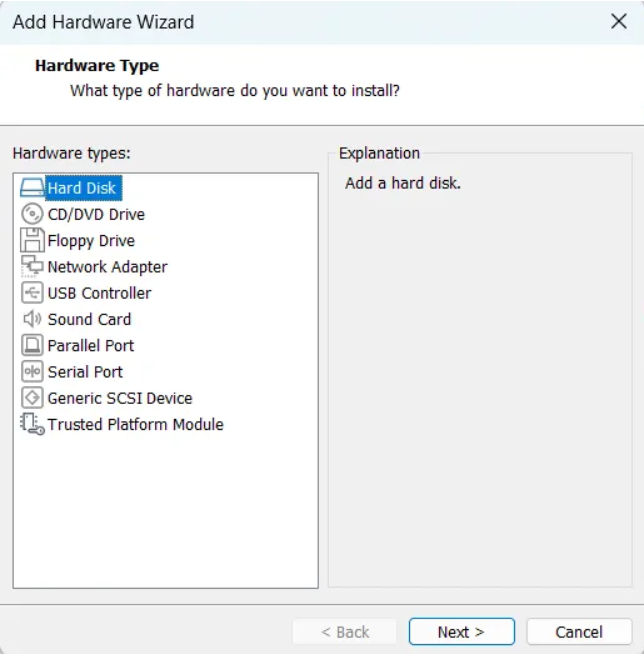 Add Hardware Wizard
Hardware Type
What type of hardware do you want to install?
Hardware types:
Hard Disk
CD/DVD Drive
Floppy Drive
Network Adapter
USB Controller
Sound Card
Parallel Port
Serial Port
Generic SCSI Device
Trusted Platform Module
Explanation
Add a hard disk.
< Back
Next >
Cancel